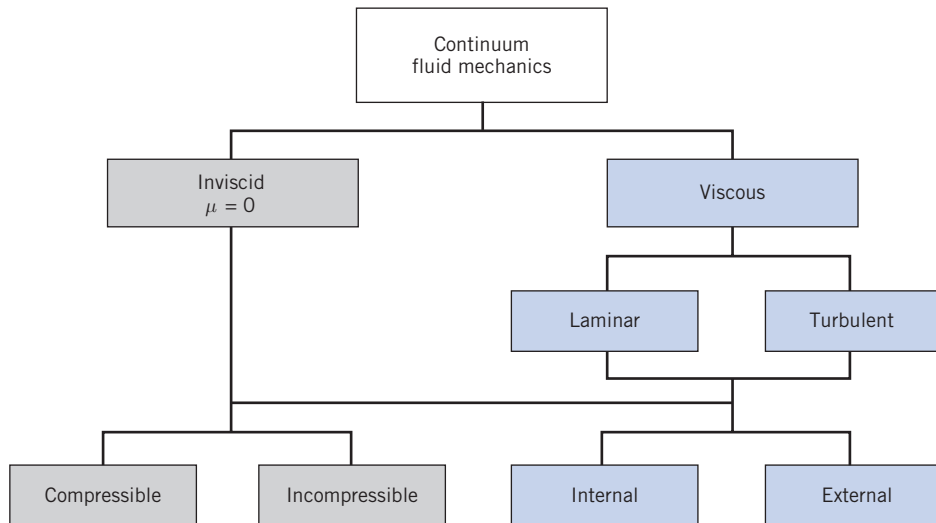 Continuum
fluid mechanics
Inviscid
μ = 0
Viscous
Laminar
Turbulent
Compressible
Incompressible
Internal
External